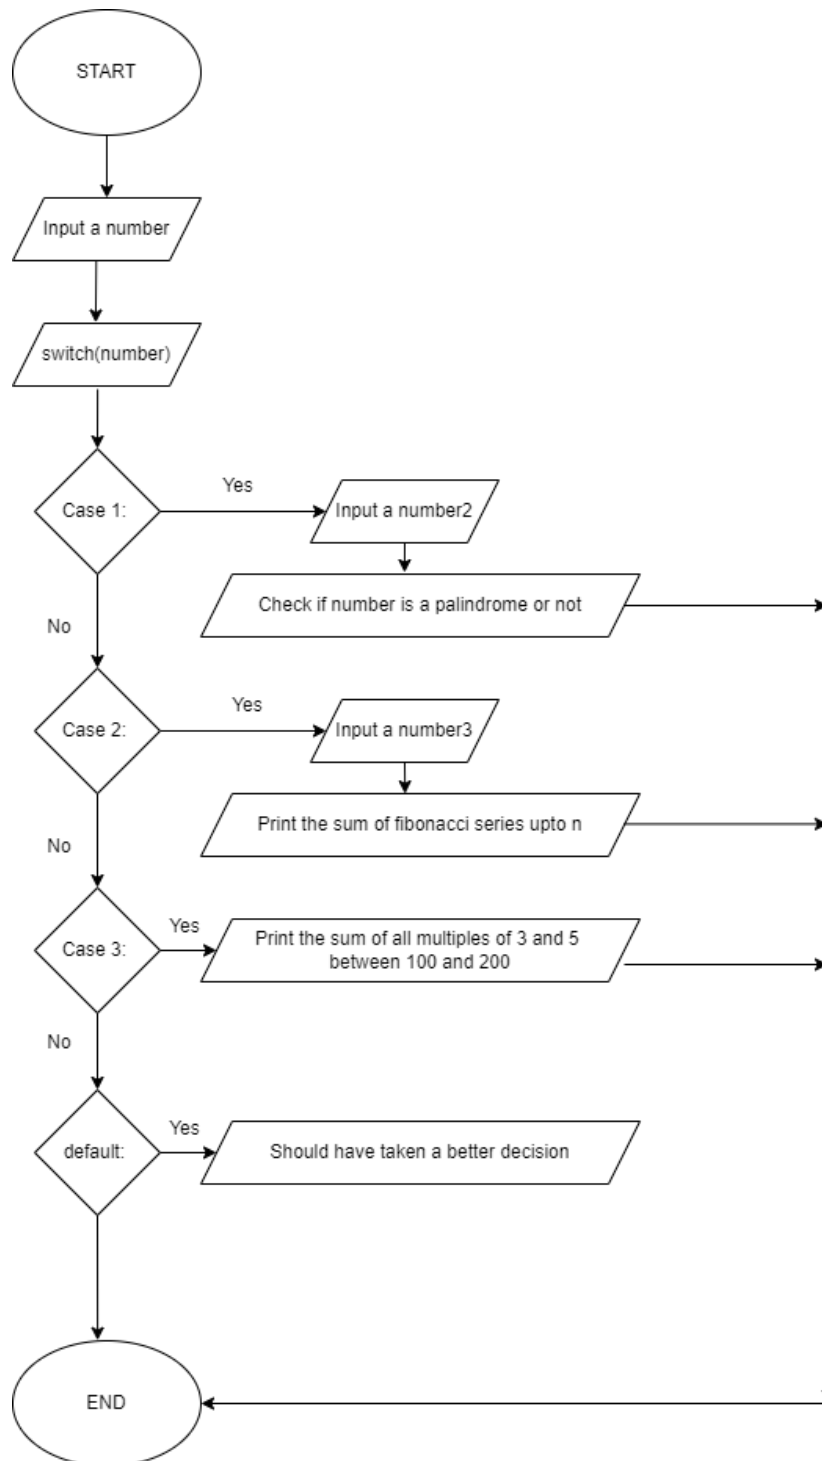 START
Input a number
switch(number)
Yes
Case 1:
Input a number2
Check if number is a palindrome or not
No
Yes
Case 2:
Input a number3
Print the sum of fibonacci series upto n
No
Yes
Case 3:
Print the sum of all multiples of 3 and 5
between 100 and 200
No
Yes
default:
Should have taken a better decision
END